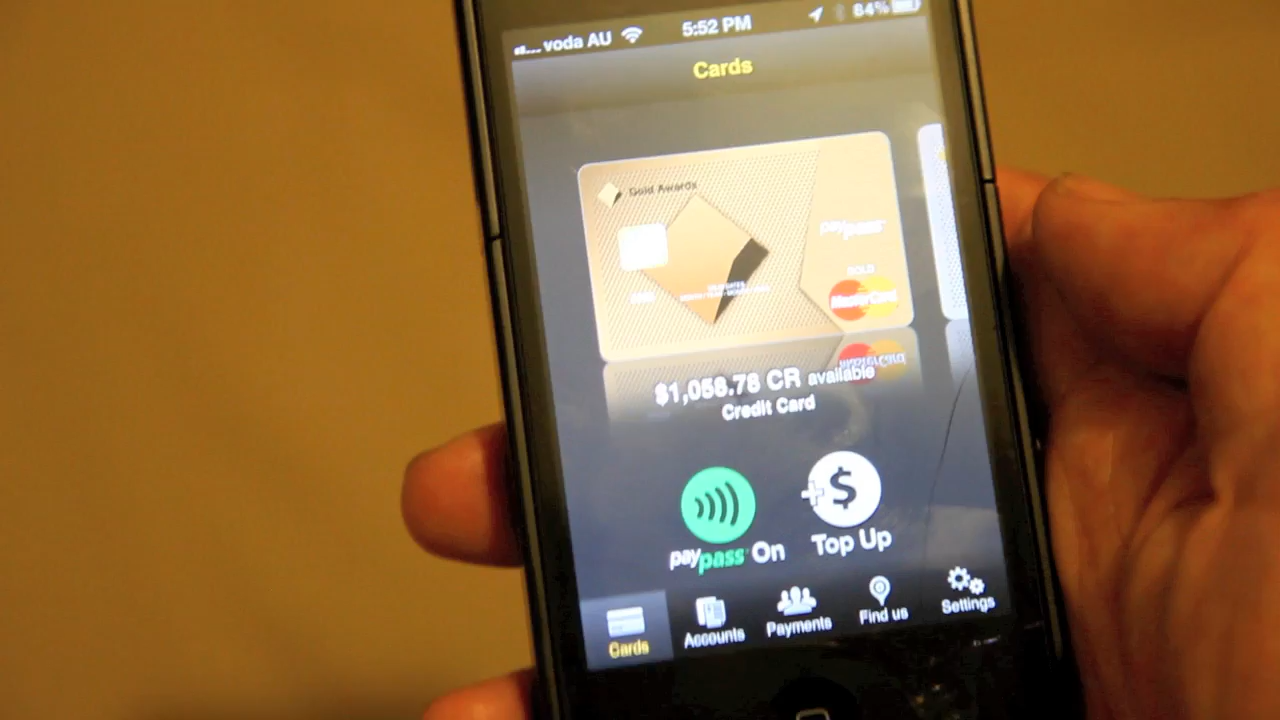 voda AU 5:52 PM 84%
Cards
Gold Awards
paypass
GOLD
MasterCard
MasterCard
$1,058.78 CR available
Credit Card
paypass On
Top Up
Cards
Accounts
Payments
Find us
Settings